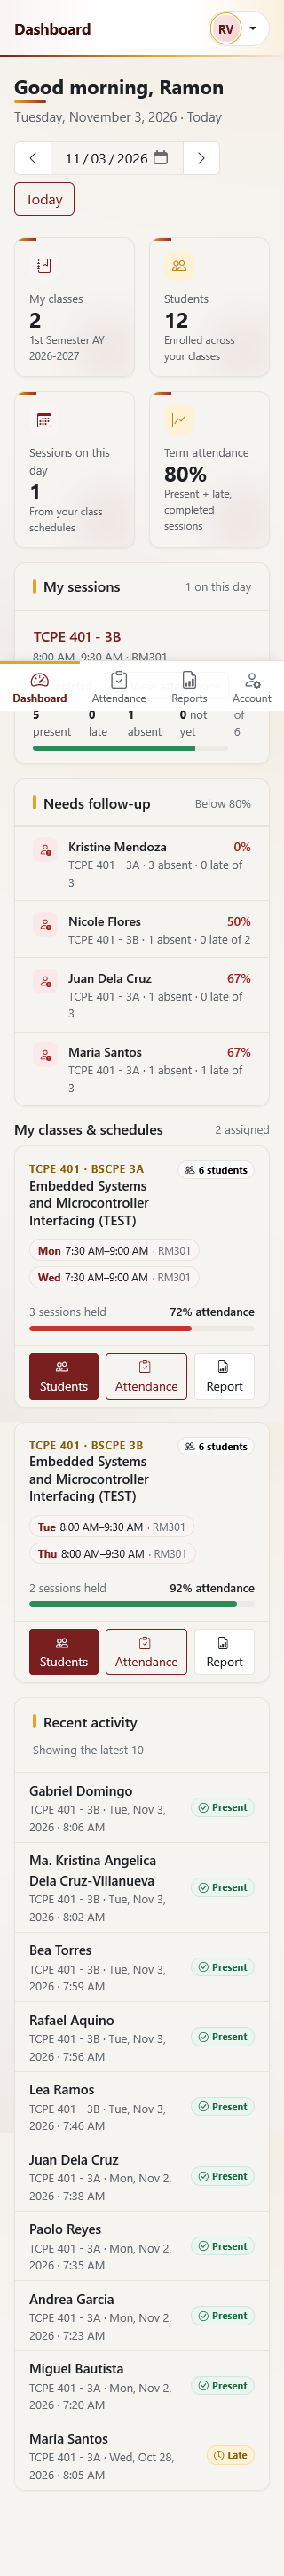 Dashboard
RV
Good morning, Ramon
Tuesday, November 3, 2026 · Today
11/03/2026
Today
My classes
2
1st Semester AY
2026-2027
Students
12
Enrolled across
your classes
Sessions on this
day
1
From your class
schedules
Term attendance
80%
Present + late,
completed
sessions
My sessions
1 on this day
TCPE 401 - 3B
8:00 AM–9:30 AM · RM301
Dashboard
Attendance
Reports
Account
5
present
0
late
1
absent
0 not
yet
of
6
Needs follow-up
Below 80%
Kristine Mendoza
0%
TCPE 401 - 3A · 3 absent · 0 late of
3
Nicole Flores
50%
TCPE 401 - 3B · 1 absent · 0 late of 2
Juan Dela Cruz
67%
TCPE 401 - 3A · 1 absent · 0 late of
3
Maria Santos
67%
TCPE 401 - 3A · 1 absent · 1 late of
3
My classes & schedules
2 assigned
TCPE 401 · BSCPE 3A
6 students
Embedded Systems
and Microcontroller
Interfacing (TEST)
Mon 7:30 AM–9:00 AM · RM301
Wed 7:30 AM–9:00 AM · RM301
3 sessions held
72% attendance
Students
Attendance
Report
TCPE 401 · BSCPE 3B
6 students
Embedded Systems
and Microcontroller
Interfacing (TEST)
Tue 8:00 AM–9:30 AM · RM301
Thu 8:00 AM–9:30 AM · RM301
2 sessions held
92% attendance
Students
Attendance
Report
Recent activity
Showing the latest 10
Gabriel Domingo
TCPE 401 - 3B · Tue, Nov 3,
2026 · 8:06 AM
Present
Ma. Kristina Angelica
Dela Cruz-Villanueva
TCPE 401 - 3B · Tue, Nov 3,
2026 · 8:02 AM
Present
Bea Torres
TCPE 401 - 3B · Tue, Nov 3,
2026 · 7:59 AM
Present
Rafael Aquino
TCPE 401 - 3B · Tue, Nov 3,
2026 · 7:56 AM
Present
Lea Ramos
TCPE 401 - 3B · Tue, Nov 3,
2026 · 7:46 AM
Present
Juan Dela Cruz
TCPE 401 - 3A · Mon, Nov 2,
2026 · 7:38 AM
Present
Paolo Reyes
TCPE 401 - 3A · Mon, Nov 2,
2026 · 7:35 AM
Present
Andrea Garcia
TCPE 401 - 3A · Mon, Nov 2,
2026 · 7:23 AM
Present
Miguel Bautista
TCPE 401 - 3A · Mon, Nov 2,
2026 · 7:20 AM
Present
Maria Santos
TCPE 401 - 3A · Wed, Oct 28,
2026 · 8:05 AM
Late